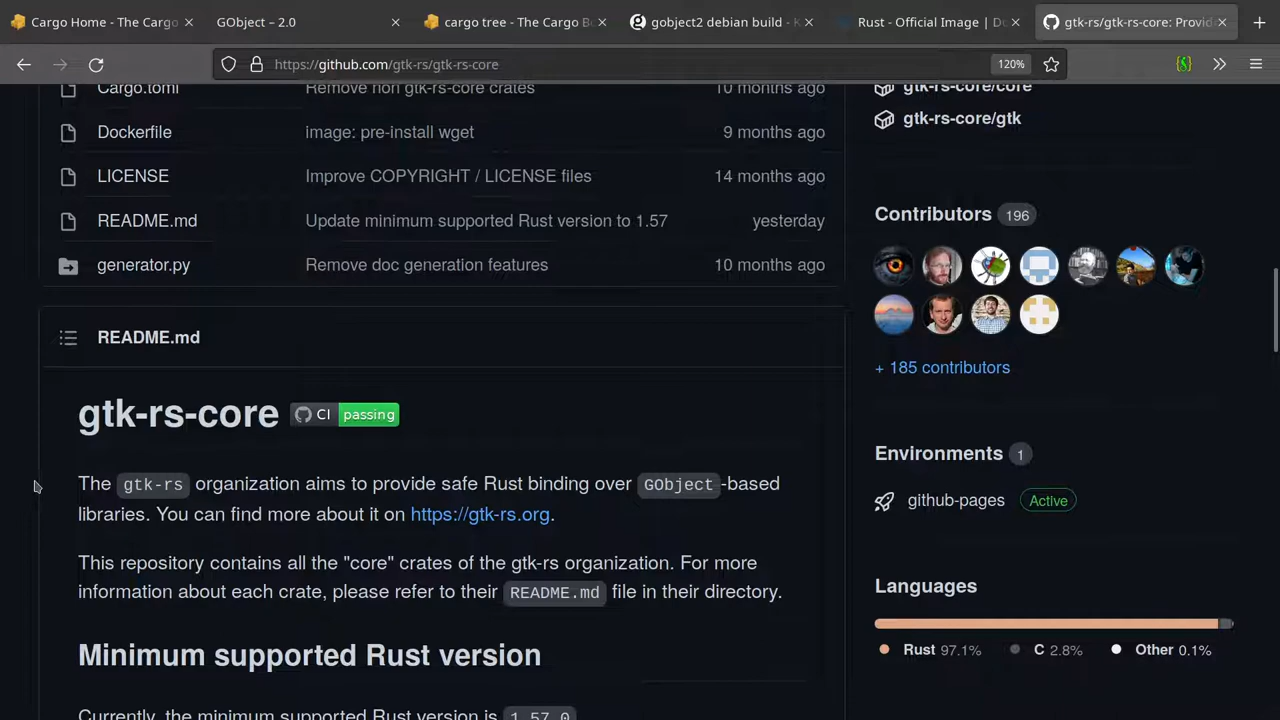 Cargo Home - The Cargo
GObject – 2.0
cargo tree - The Cargo B
gobject2 debian build - K
Rust - Official Image | D
gtk-rs/gtk-rs-core: Provid
https://github.com/gtk-rs/gtk-rs-core
120%
Cargo.toml Remove non gtk-rs-core crates 10 months ago
Dockerfile image: pre-install wget 9 months ago
LICENSE Improve COPYRIGHT / LICENSE files 14 months ago
README.md Update minimum supported Rust version to 1.57 yesterday
generator.py Remove doc generation features 10 months ago
README.md
gtk-rs-core CI passing
The gtk-rs organization aims to provide safe Rust binding over GObject-based
libraries. You can find more about it on https://gtk-rs.org.
This repository contains all the "core" crates of the gtk-rs organization. For more
information about each crate, please refer to their README.md file in their directory.
Minimum supported Rust version
Currently, the minimum supported Rust version is 1.57.0
gtk-rs-core/core
gtk-rs-core/gtk
Contributors 196
+ 185 contributors
Environments 1
github-pages Active
Languages
Rust 97.1% C 2.8% Other 0.1%